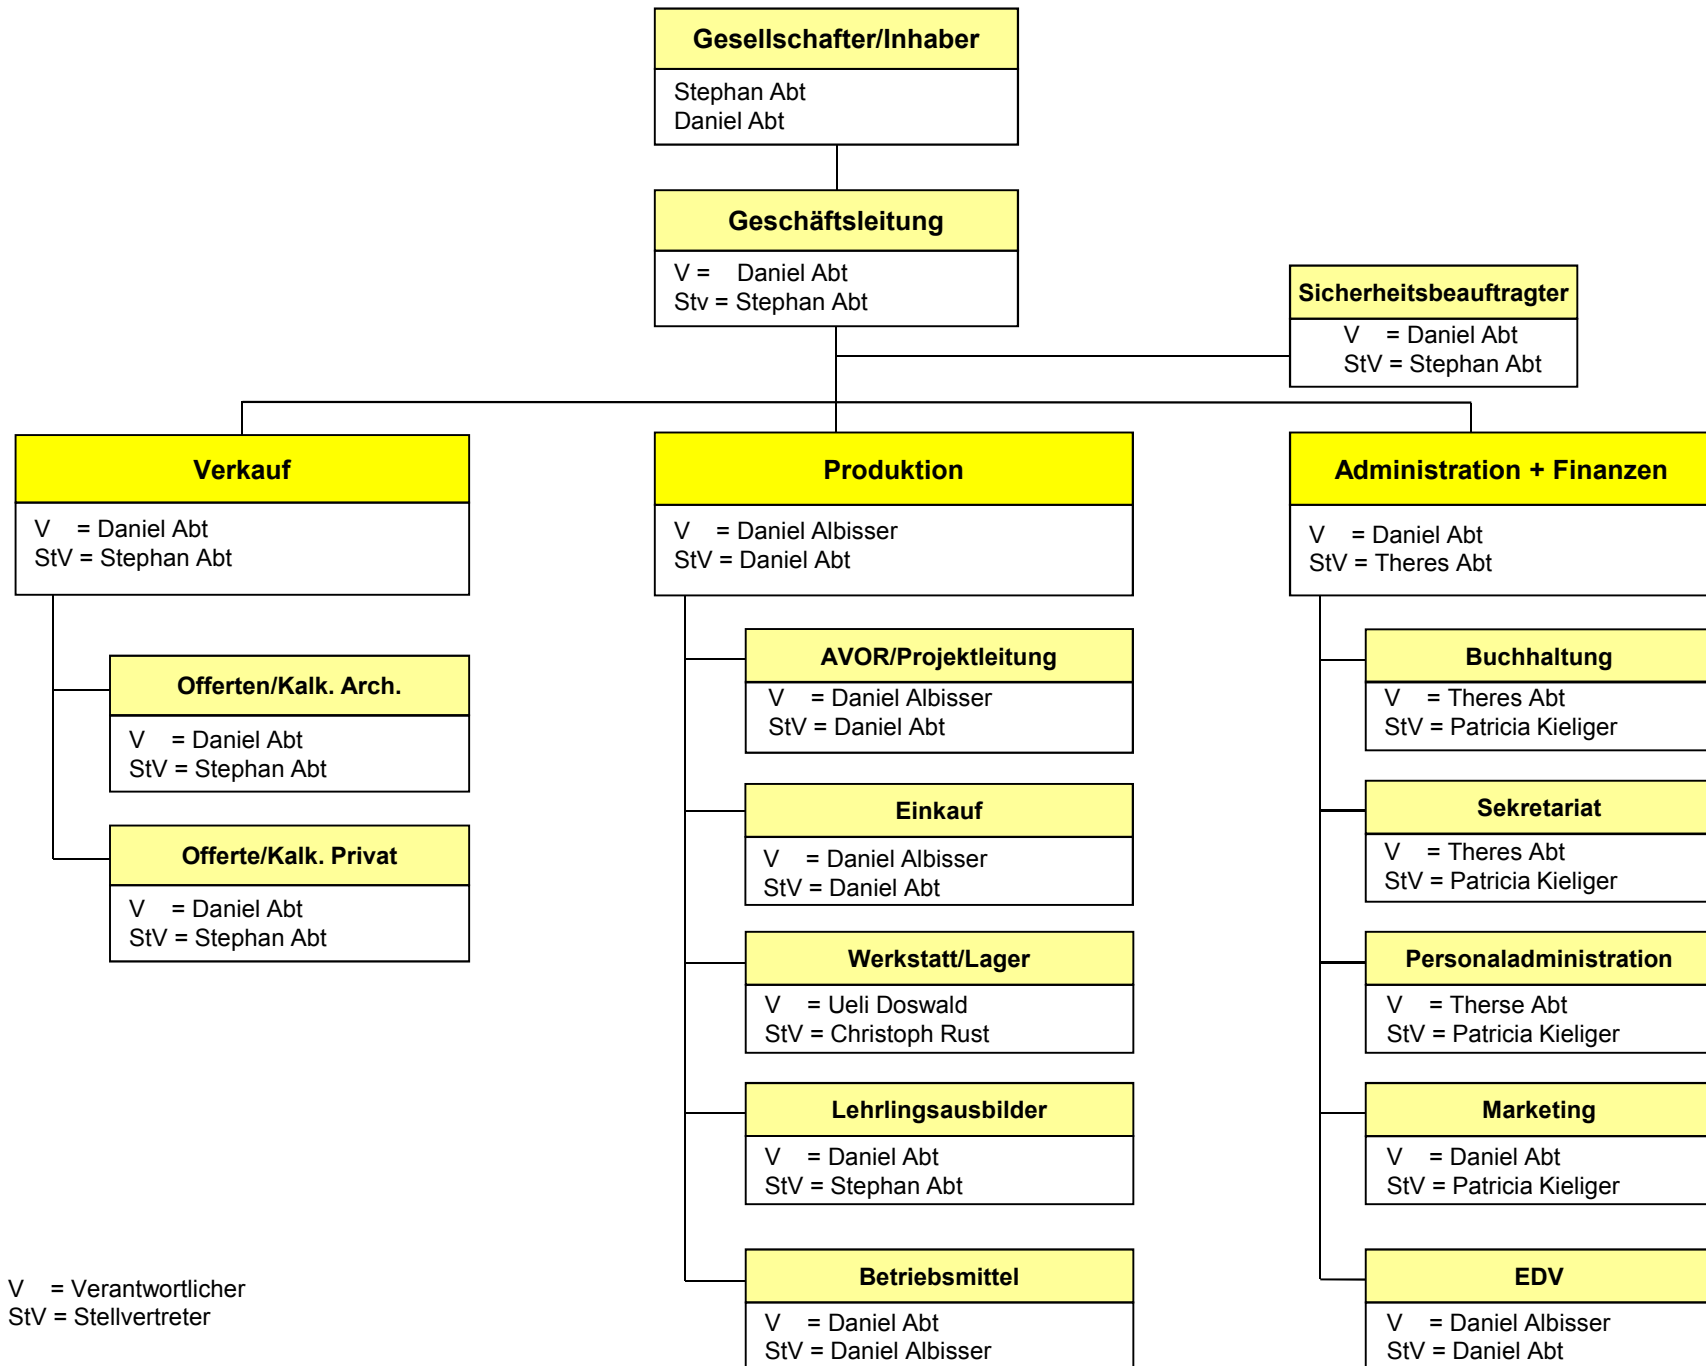 Gesellschafter/Inhaber
Stephan Abt
Daniel Abt
Geschäftsleitung
V = Daniel Abt
Stv = Stephan Abt
Sicherheitsbeauftragter
V = Daniel Abt
StV = Stephan Abt
Verkauf
V = Daniel Abt
StV = Stephan Abt
Offerten/Kalk. Arch.
V = Daniel Abt
StV = Stephan Abt
Offerte/Kalk. Privat
V = Daniel Abt
StV = Stephan Abt
Produktion
V = Daniel Albisser
StV = Daniel Abt
AVOR/Projektleitung
V = Daniel Albisser
StV = Daniel Abt
Einkauf
V = Daniel Albisser
StV = Daniel Abt
Werkstatt/Lager
V = Ueli Doswald
StV = Christoph Rust
Lehrlingsausbilder
V = Daniel Abt
StV = Stephan Abt
Betriebsmittel
V = Daniel Abt
StV = Daniel Albisser
Administration + Finanzen
V = Daniel Abt
StV = Theres Abt
Buchhaltung
V = Theres Abt
StV = Patricia Kieliger
Sekretariat
V = Theres Abt
StV = Patricia Kieliger
Personaladministration
V = Therse Abt
StV = Patricia Kieliger
Marketing
V = Daniel Abt
StV = Patricia Kieliger
EDV
V = Daniel Albisser
StV = Daniel Abt
V = Verantwortlicher
StV = Stellvertreter